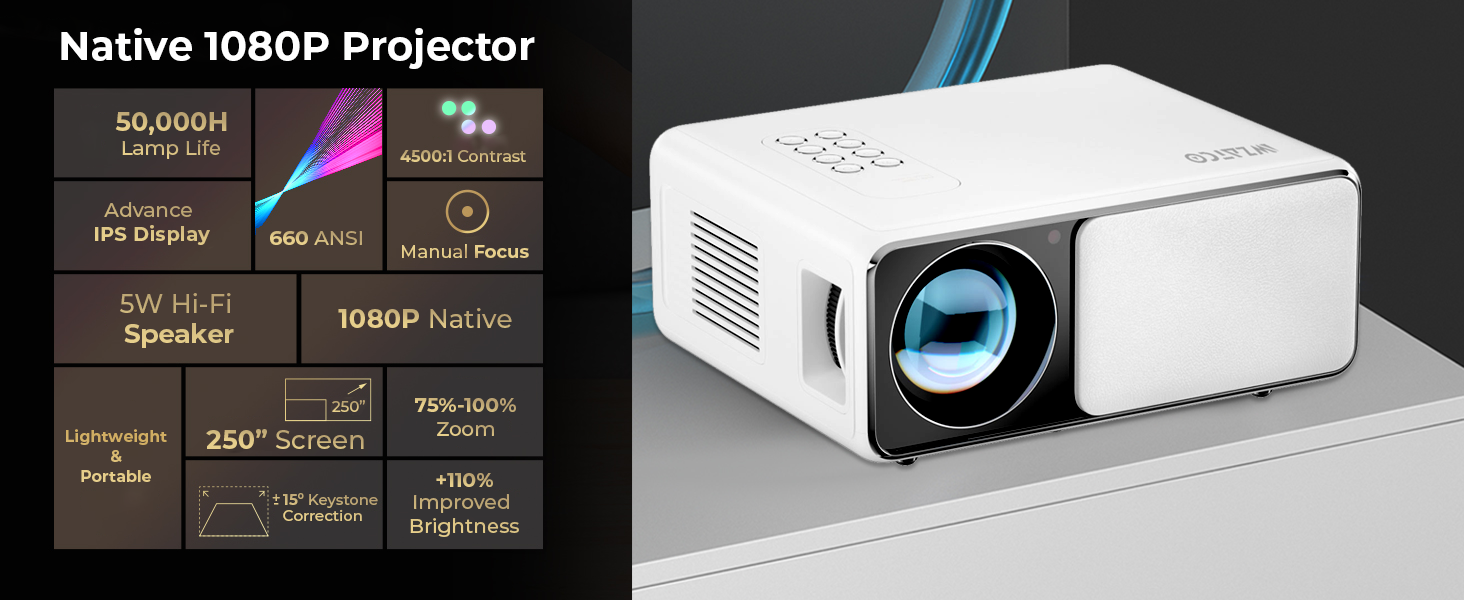 Native 1080P Projector
50,000H
Lamp Life
660 ANSI
4500:1 Contrast
Advance
IPS Display
Manual Focus
5W Hi-Fi
Speaker
1080P Native
Lightweight
&
Portable
250”
250” Screen
75%-100%
Zoom
±15° Keystone
Correction
+110%
Improved
Brightness
WZATCO